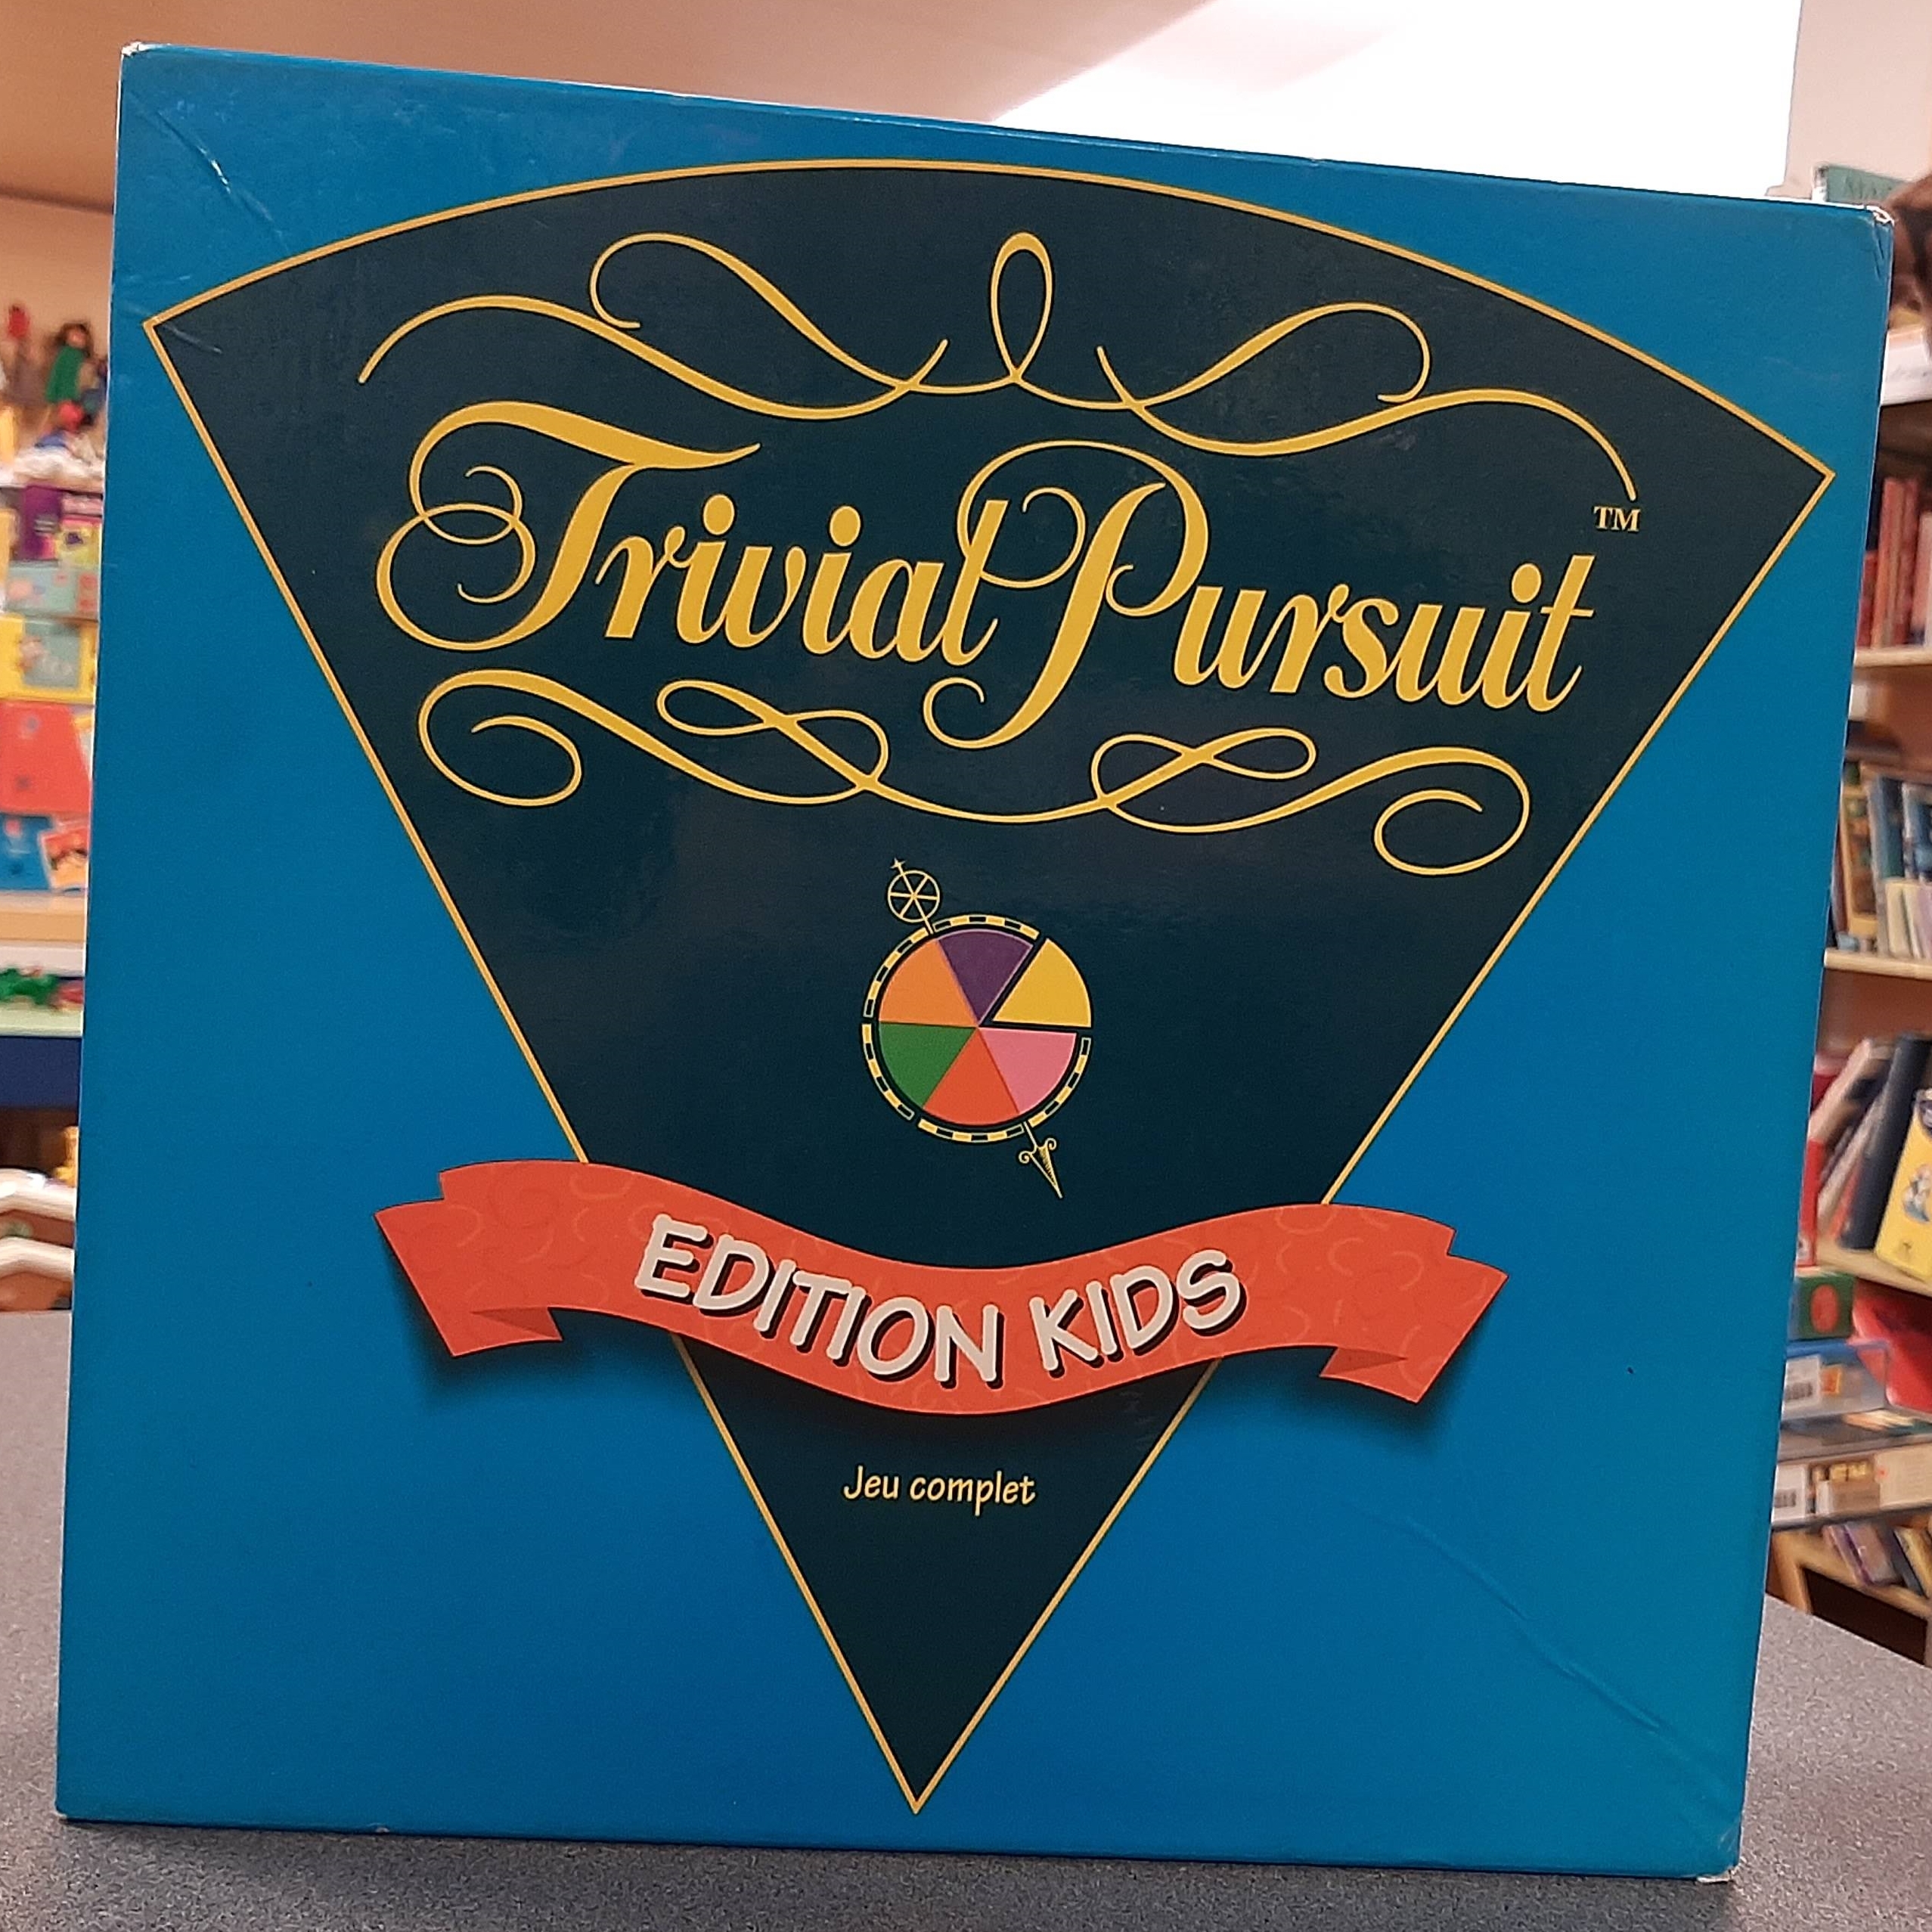 Trivial Pursuit™
EDITION KIDS
Jeu complet